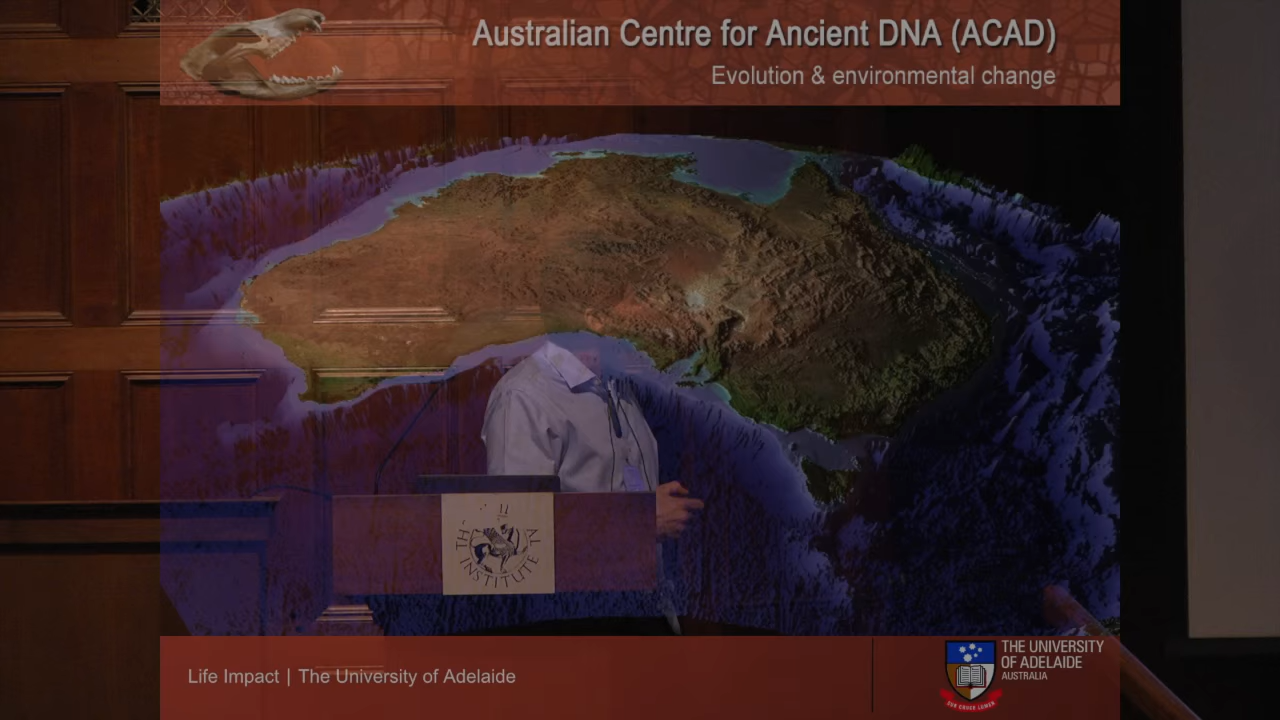 Australian Centre for Ancient DNA (ACAD)
Evolution & environmental change
INSTITUTE
Life Impact | The University of Adelaide
THE UNIVERSITY
OF ADELAIDE
AUSTRALIA